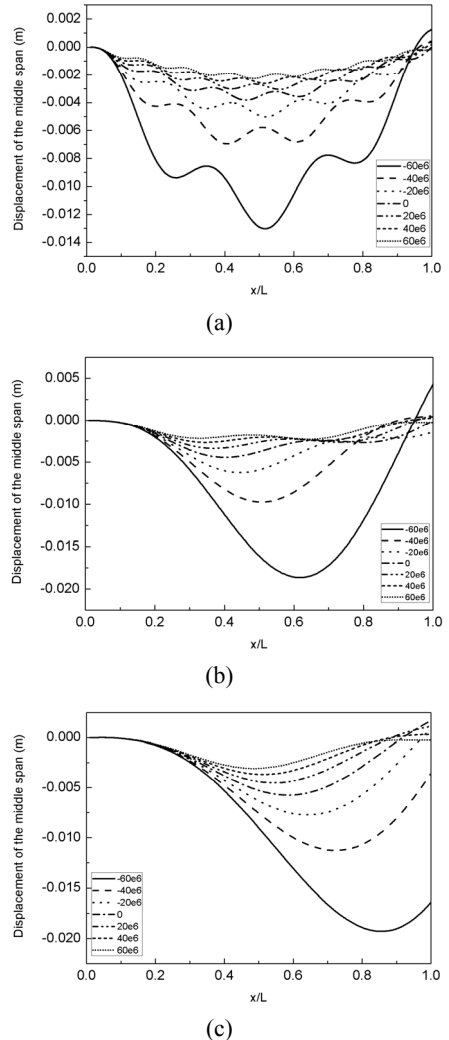 0.002
0.000
-0.002
-0.004
-0.006
-0.008
-0.010
-0.012
-0.014
Displacement of the middle span (m)
-60e6
-40e6
-20e6
0
20e6
40e6
60e6
0.0 0.2 0.4 0.6 0.8 1.0
x/L
(a)
0.005
0.000
-0.005
-0.010
-0.015
-0.020
Displacement of the middle span (m)
-60e6
-40e6
-20e6
0
20e6
40e6
60e6
0.0 0.2 0.4 0.6 0.8 1.0
x/L
(b)
0.000
-0.005
-0.010
-0.015
-0.020
Displacement of the middle span (m)
-60e6
-40e6
-20e6
0
20e6
40e6
60e6
0.0 0.2 0.4 0.6 0.8 1.0
x/L
(c)